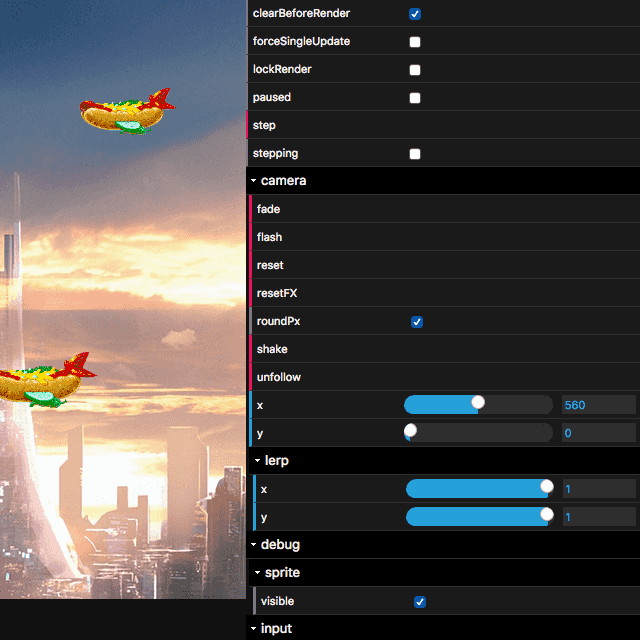 clearBeforeRender
forceSingleUpdate
lockRender
paused
step
stepping
camera
fade
flash
reset
resetFX
roundPx
shake
unfollow
x 560
y 0
lerp
x 1
y 1
debug
sprite
visible
input